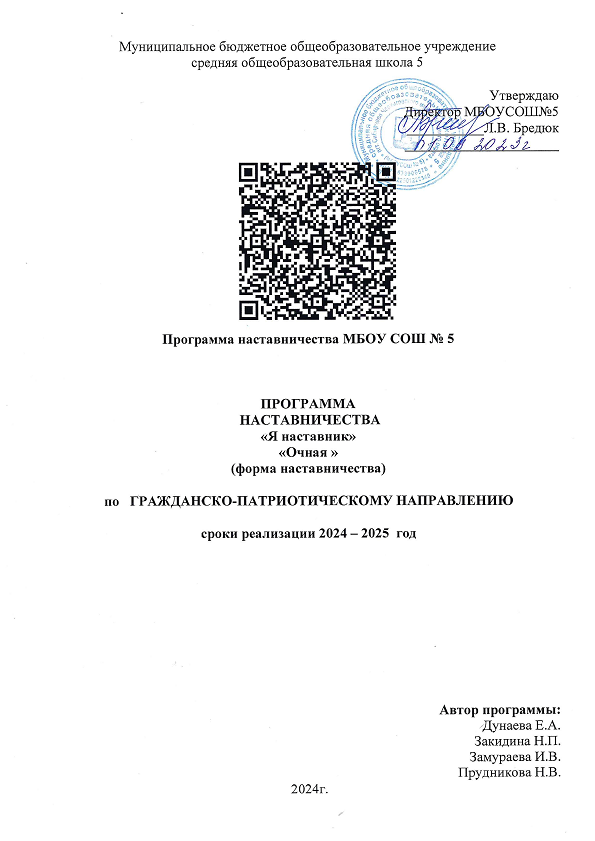 Муниципальное бюджетное общеобразовательное учреждение
средняя общеобразовательная школа 5
Утверждаю
Директор МБОУСОШ№5
Л.В. Бредюк
2023г
Программа наставничества МБОУ СОШ № 5
ПРОГРАММА
НАСТАВНИЧЕСТВА
«Я наставник»
«Очная »
(форма наставничества)
по ГРАЖДАНСКО-ПАТРИОТИЧЕСКОМУ НАПРАВЛЕНИЮ
сроки реализации 2024 – 2025 год
Автор программы:
Дунаева Е.А.
Закидина Н.П.
Замураева И.В.
Прудникова Н.В.
2024г.